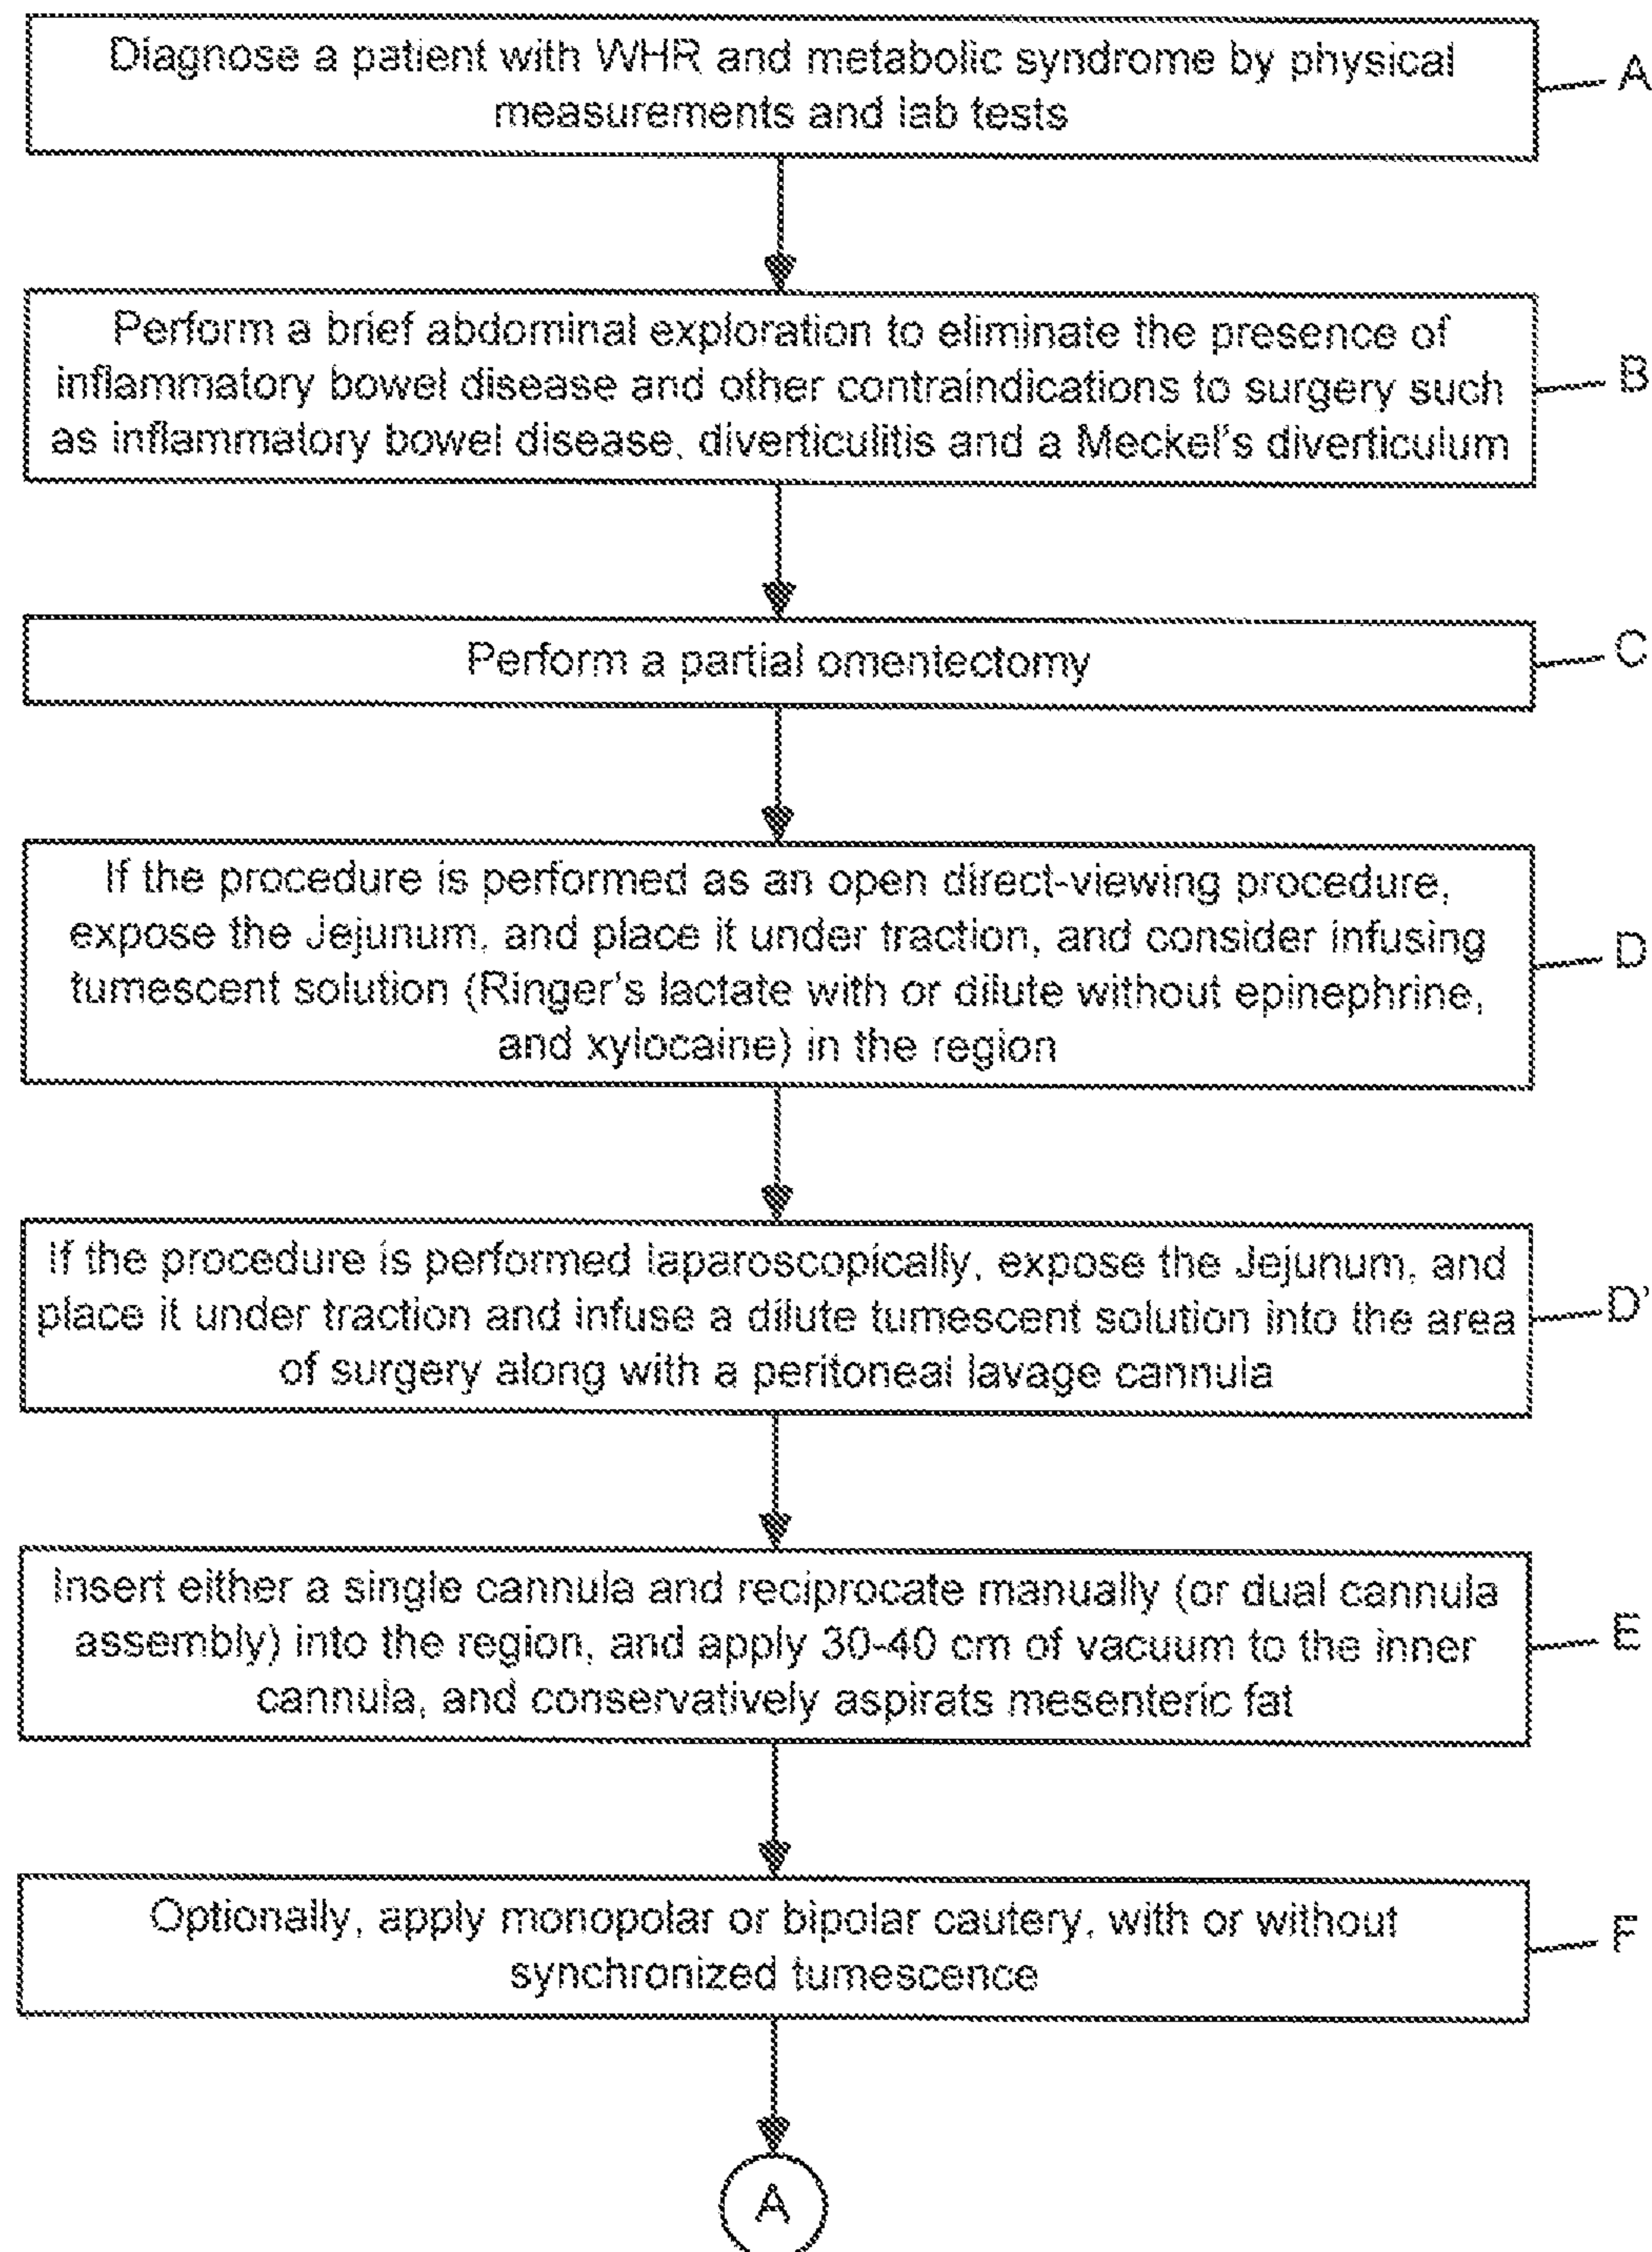 Diagnose a patient with WHR and metabolic syndrome by physical
measurements and lab tests
A
Perform a brief abdominal exploration to eliminate the presence of
inflammatory bowel disease and other contraindications to surgery such
as inflammatory bowel disease, diverticulitis and a Meckel's diverticulum
B
Perform a partial omentectomy
C
If the procedure is performed as an open direct-viewing procedure,
expose the Jejunum, and place it under traction, and consider infusing
tumescent solution (Ringer's lactate with or dilute without epinephrine,
and xylocaine) in the region
D
If the procedure is performed laparoscopically, expose the Jejunum, and
place it under traction and infuse a dilute tumescent solution into the area
of surgery along with a peritoneal lavage cannula
D'
Insert either a single cannula and reciprocate manually (or dual cannula
assembly) into the region, and apply 30-40 cm of vacuum to the inner
cannula, and conservatively aspirats mesenteric fat
E
Optionally, apply monopolar or bipolar cautery, with or without
synchronized tumescence
F
A